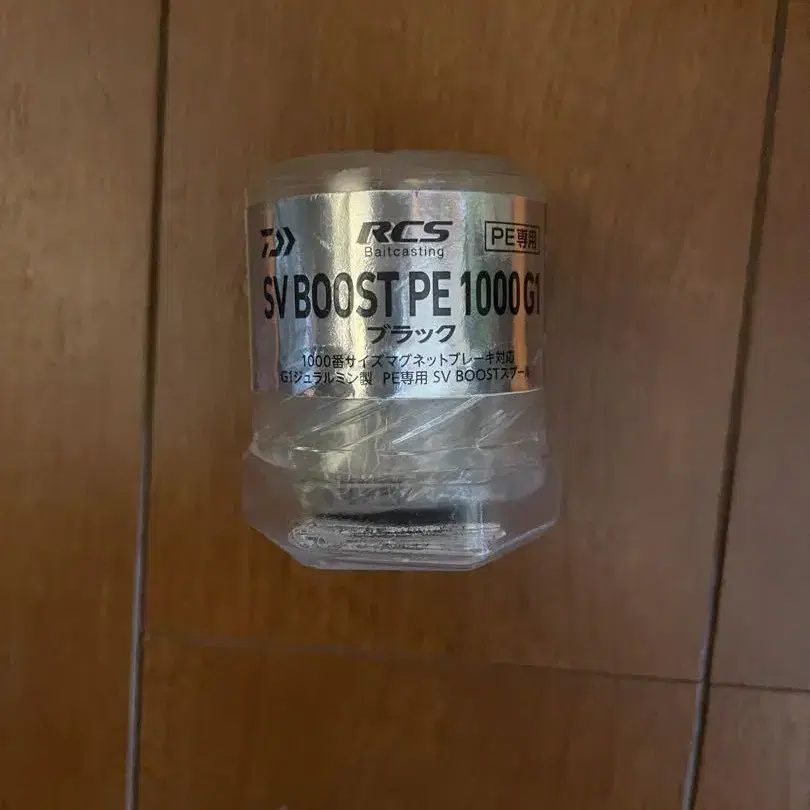 RCS
Baitcasting
PE専用
SV BOOST PE 1000 G1
ブラック
1000番サイズマグネットブレーキ対応
G1ジュラルミン製 PE専用 SV BOOSTスプール